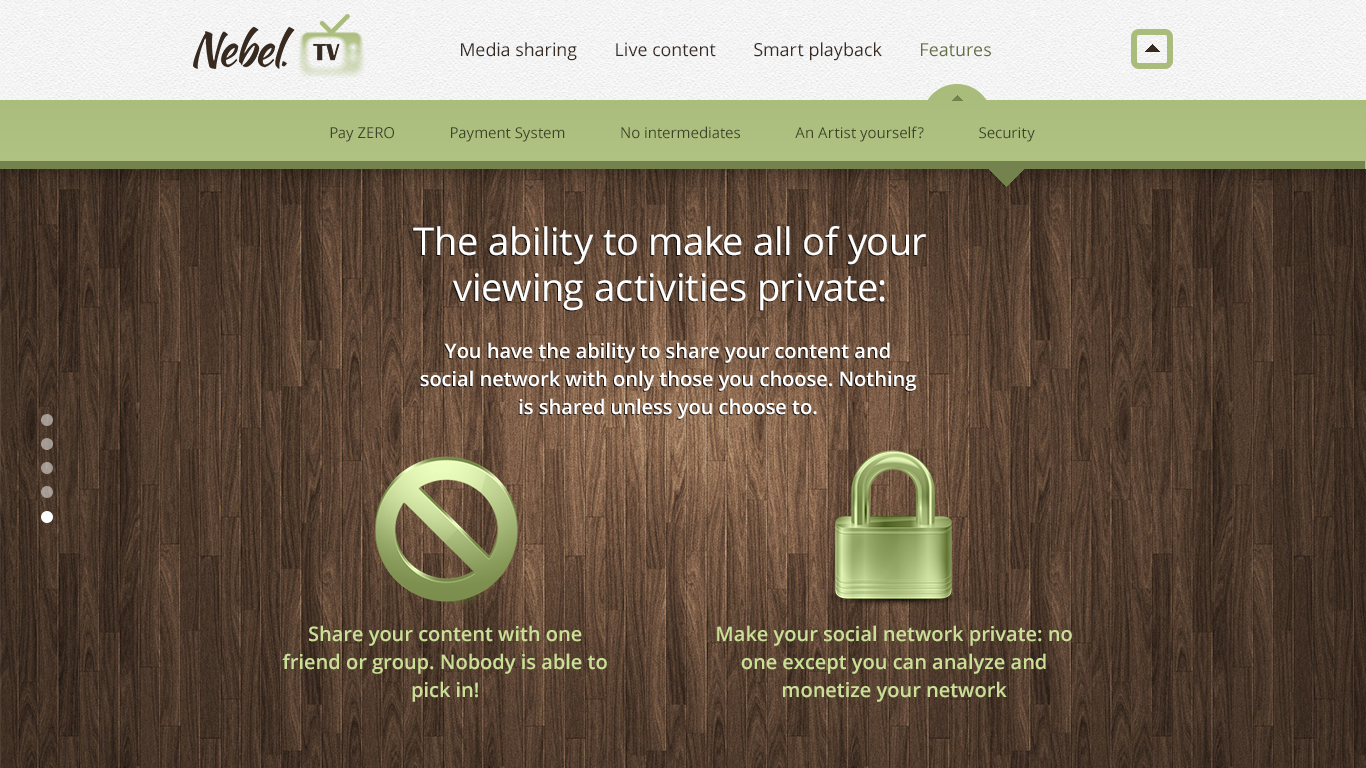 Nebel. TV
Media sharing
Live content
Smart playback
Features
Pay ZERO
Payment System
No intermediates
An Artist yourself?
Security
The ability to make all of your
viewing activities private:
You have the ability to share your content and
social network with only those you choose. Nothing
is shared unless you choose to.
Share your content with one
friend or group. Nobody is able to
pick in!
Make your social network private: no
one except you can analyze and
monetize your network